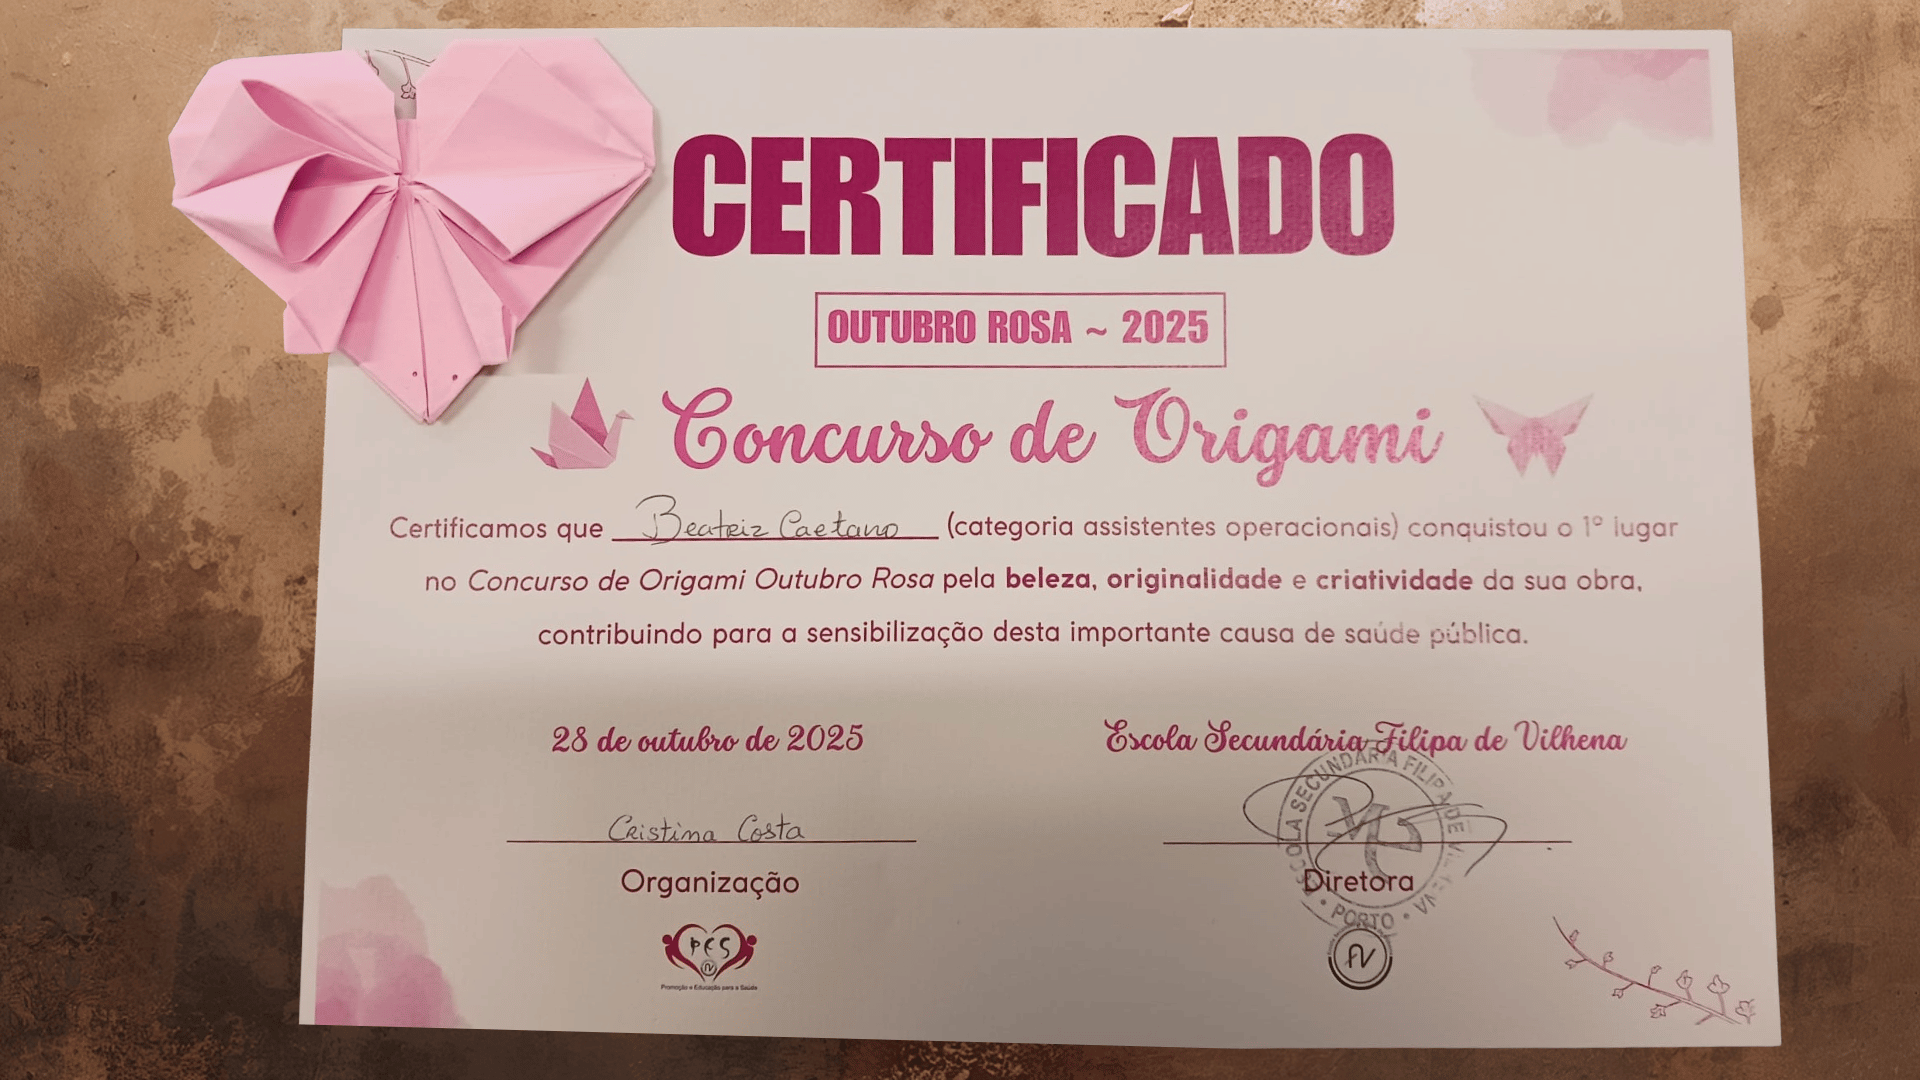 CERTIFICADO
OUTUBRO ROSA ~ 2025
Concurso de Origami
Certificamos que Beatriz Caetano (categoria assistentes operacionais) conquistou o 1º lugar
no Concurso de Origami Outubro Rosa pela beleza, originalidade e criatividade da sua obra,
contribuindo para a sensibilização desta importante causa de saúde pública.
28 de outubro de 2025
Escola Secundária Filipa de Vilhena
Cristina Costa
Organização
PES
Promoção e Educação para a Saúde
ESCOLA SECUNDÁRIA FILIPA DE VILHENA
• PORTO •
Diretora
FV